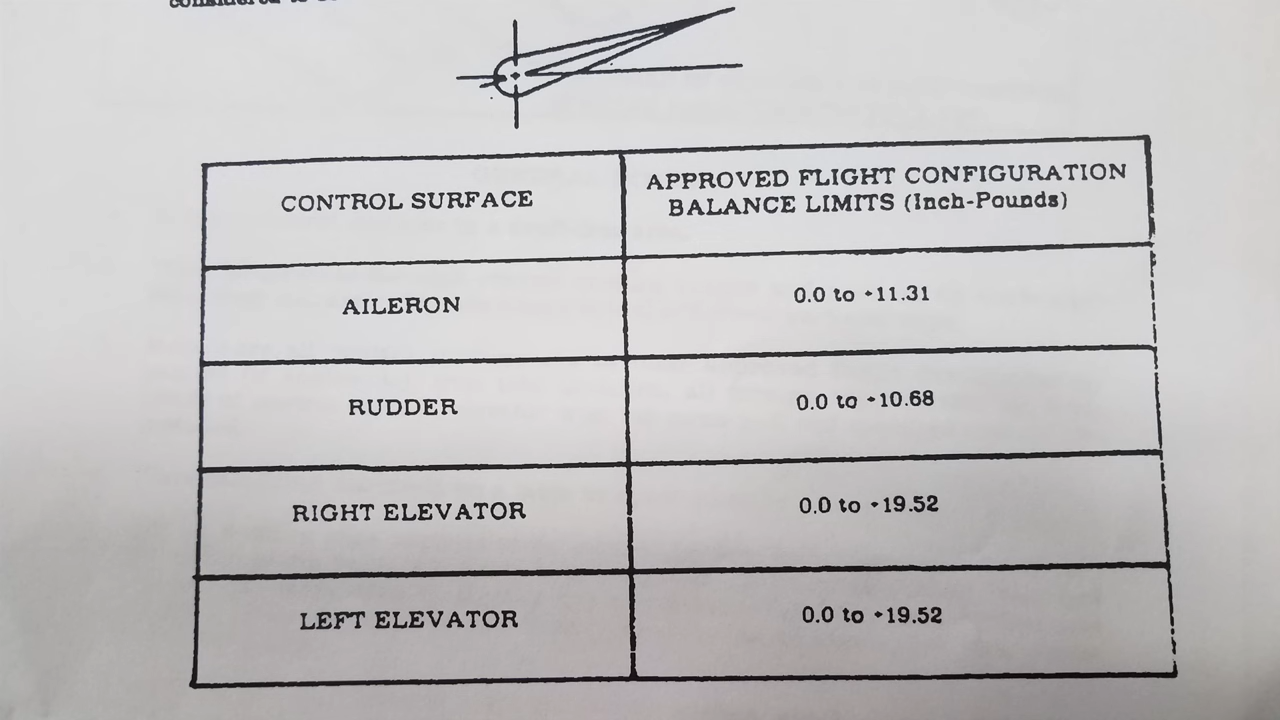 CONTROL SURFACE
APPROVED FLIGHT CONFIGURATION
BALANCE LIMITS (Inch-Pounds)
AILERON
0.0 to +11.31
RUDDER
0.0 to +10.68
RIGHT ELEVATOR
0.0 to +19.52
LEFT ELEVATOR
0.0 to +19.52